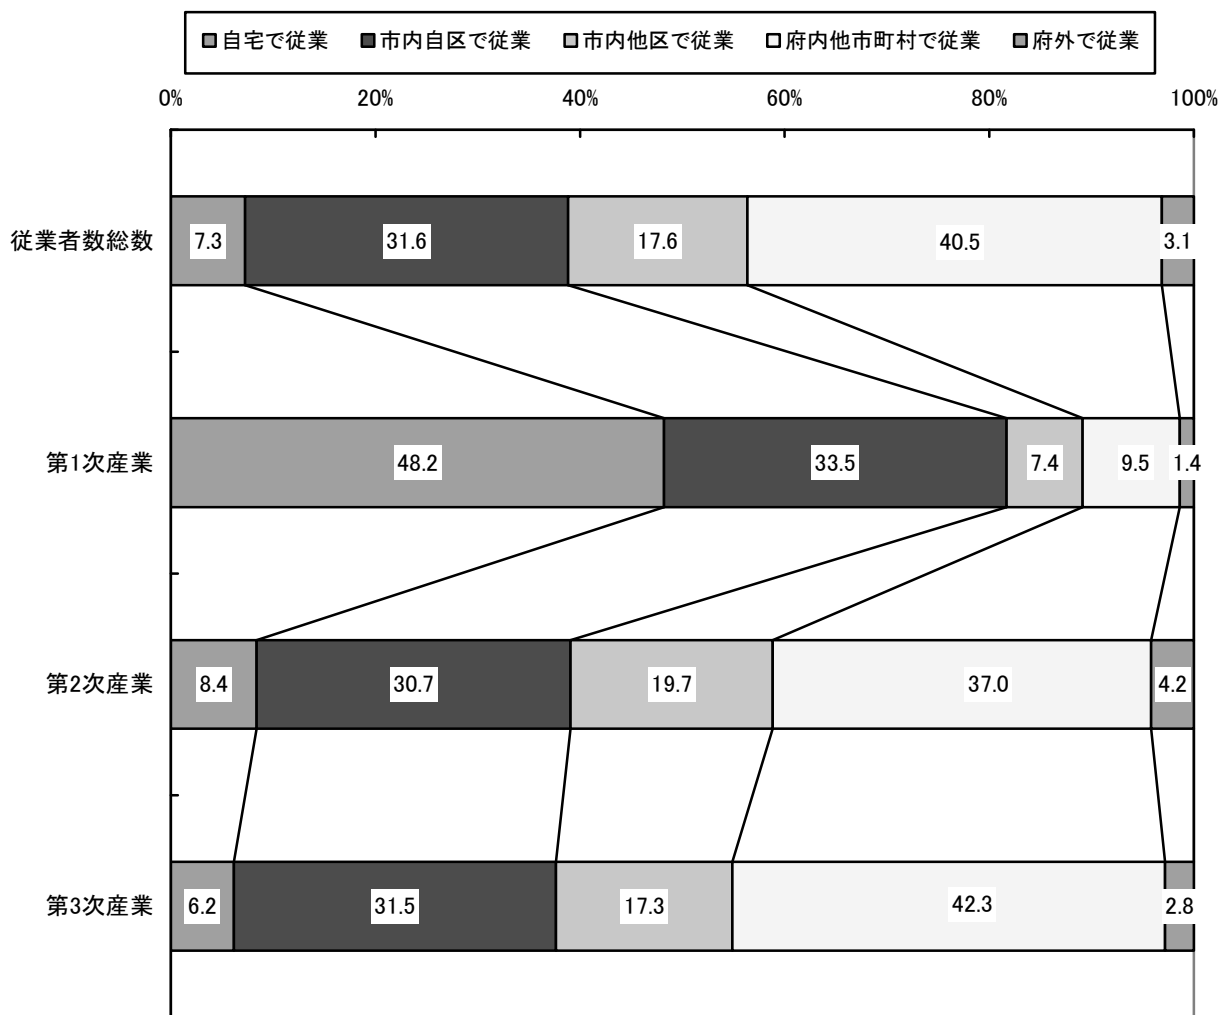 自宅で従業 市内自区で従業 市内他区で従業 府内他市町村で従業 府外で従業
0% 20% 40% 60% 80% 100%
従業者数総数 7.3 31.6 17.6 40.5 3.1
第1次産業 48.2 33.5 7.4 9.5 1.4
第2次産業 8.4 30.7 19.7 37.0 4.2
第3次産業 6.2 31.5 17.3 42.3 2.8